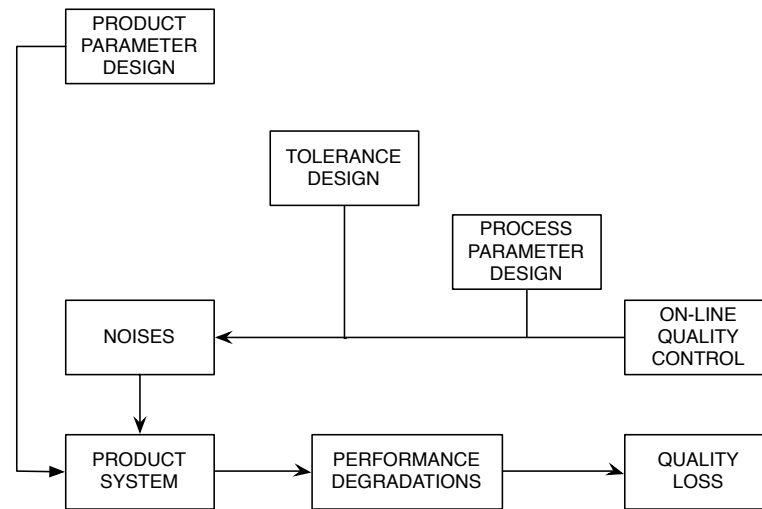 PRODUCT
PARAMETER
DESIGN
TOLERANCE
DESIGN
PROCESS
PARAMETER
DESIGN
NOISES
ON-LINE
QUALITY
CONTROL
PRODUCT
SYSTEM
PERFORMANCE
DEGRADATIONS
QUALITY
LOSS